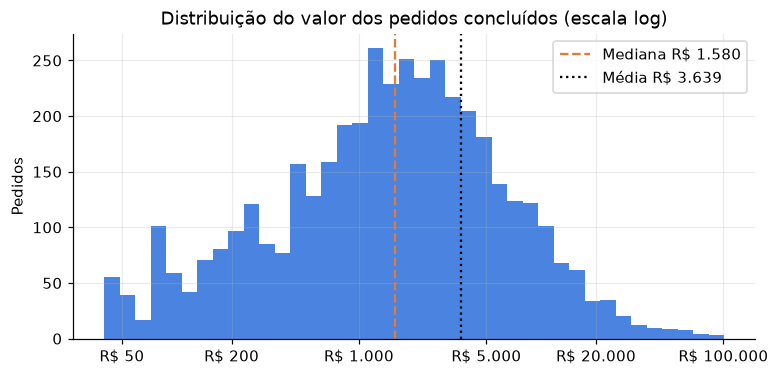 Distribuição do valor dos pedidos concluídos (escala log)
Mediana R$ 1.580
Média R$ 3.639
Pedidos
250
200
150
100
50
0
R$ 50
R$ 200
R$ 1.000
R$ 5.000
R$ 20.000
R$ 100.000